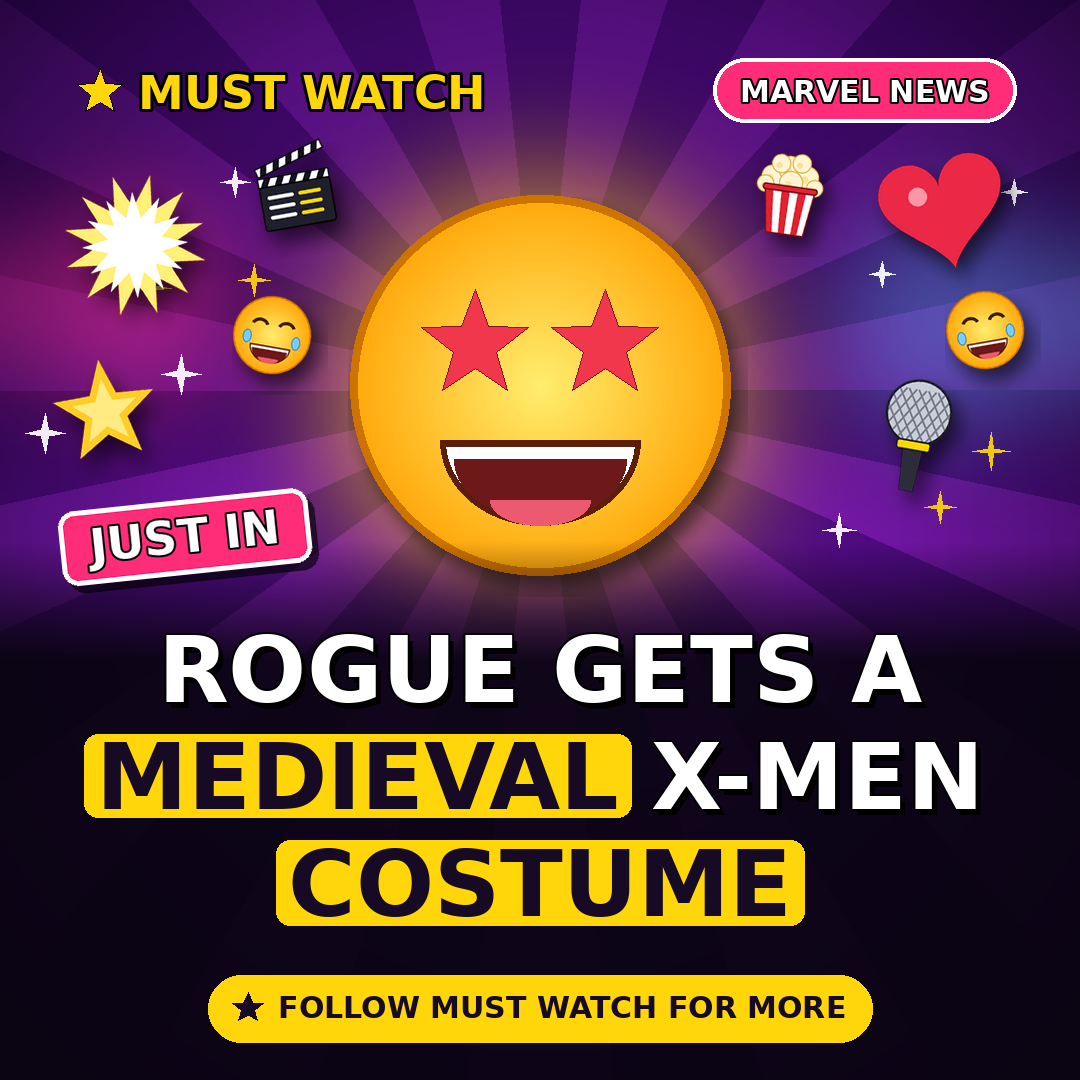 MUST WATCH
MARVEL NEWS
JUST IN
ROGUE GETS A
MEDIEVAL X-MEN
COSTUME
FOLLOW MUST WATCH FOR MORE